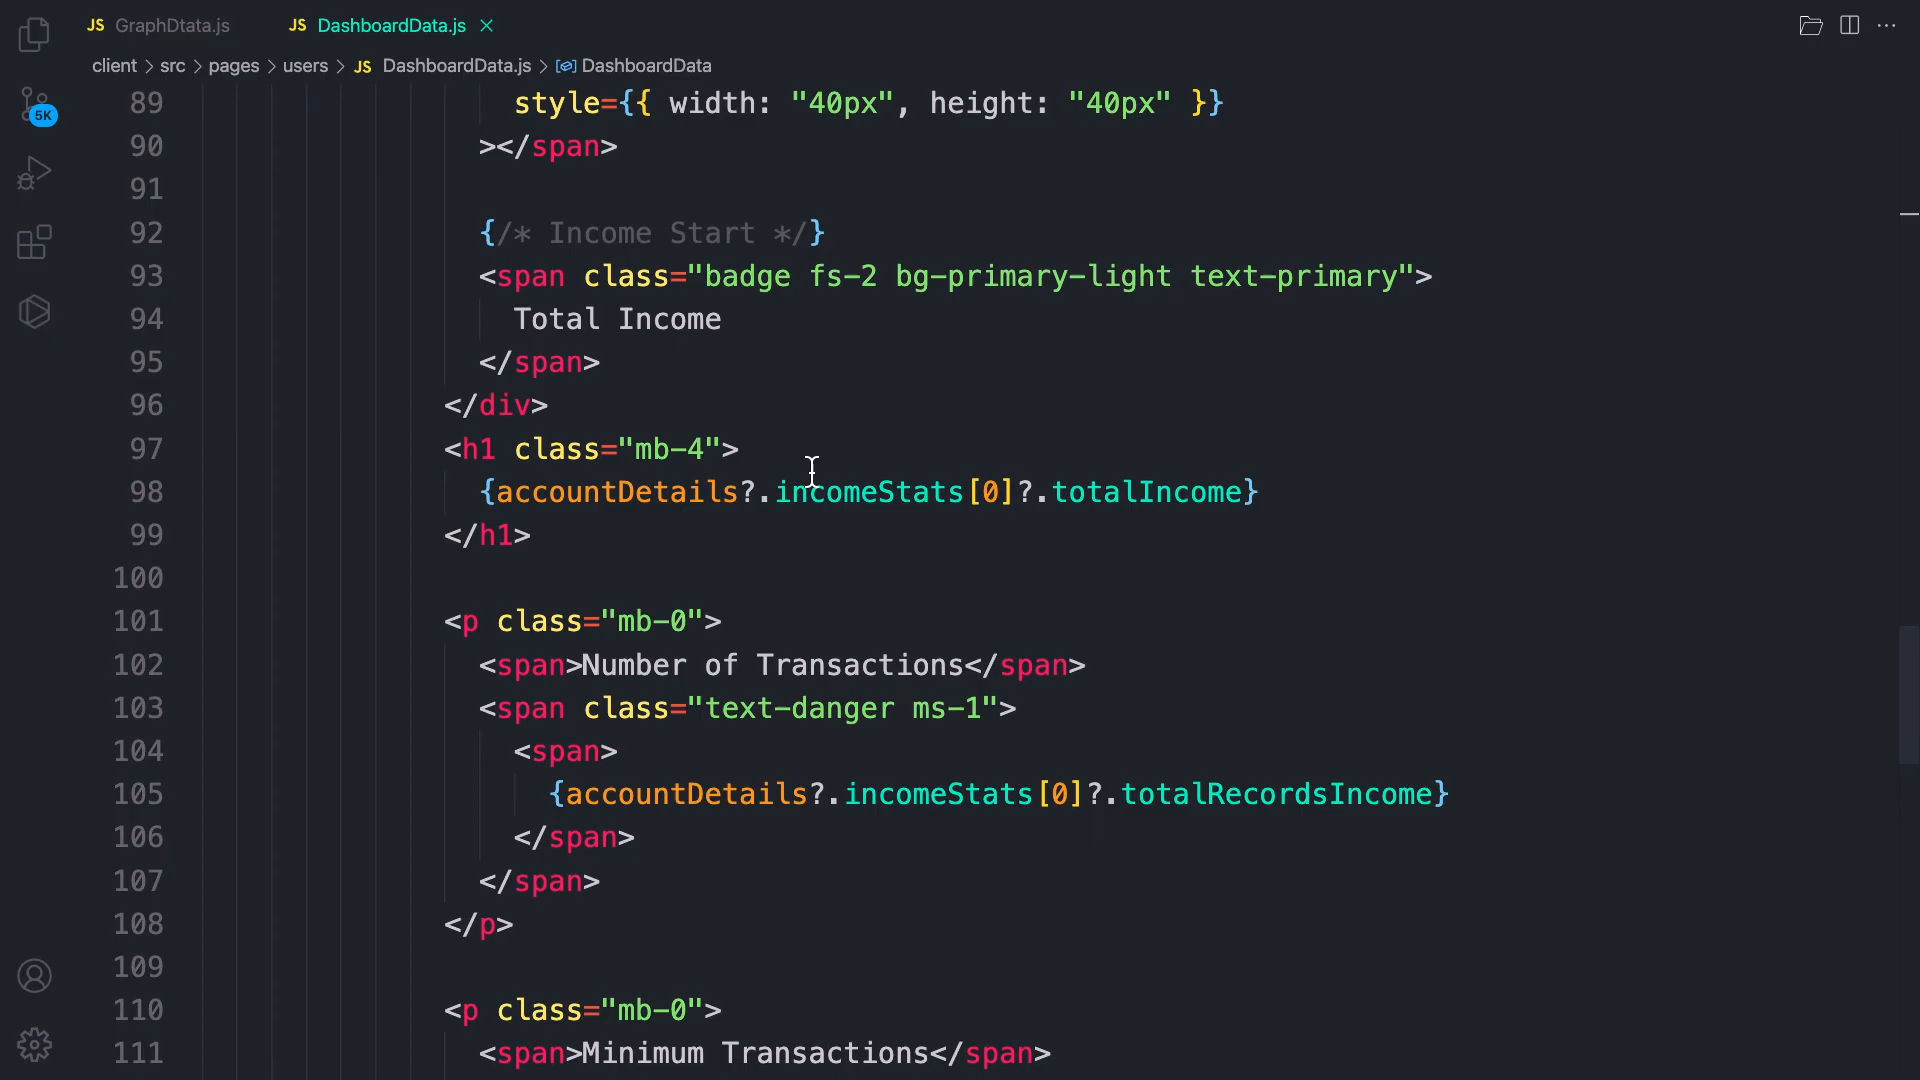 JS GraphDtata.js JS DashboardData.js ×
client > src > pages > users > JS DashboardData.js > DashboardData
5K
89 style={{ width: "40px", height: "40px" }}
90 ></span>
91
92 {/* Income Start */}
93 <span class="badge fs-2 bg-primary-light text-primary">
94 Total Income
95 </span>
96 </div>
97 <h1 class="mb-4">
98 {accountDetails?.incomeStats[0]?.totalIncome}
99 </h1>
100
101 <p class="mb-0">
102 <span>Number of Transactions</span>
103 <span class="text-danger ms-1">
104 <span>
105 {accountDetails?.incomeStats[0]?.totalRecordsIncome}
106 </span>
107 </span>
108 </p>
109
110 <p class="mb-0">
111 <span>Minimum Transactions</span>